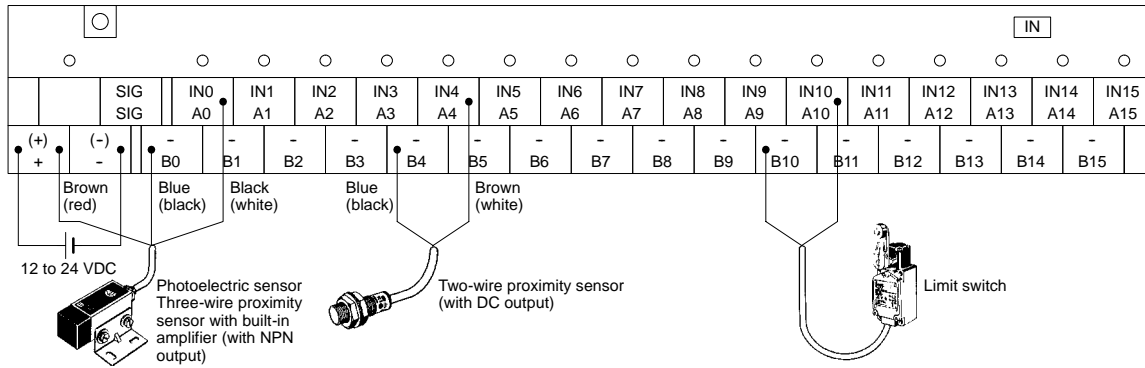 IN
SIG IN0 IN1 IN2 IN3 IN4 IN5 IN6 IN7 IN8 IN9 IN10 IN11 IN12 IN13 IN14 IN15
SIG A0 A1 A2 A3 A4 A5 A6 A7 A8 A9 A10 A11 A12 A13 A14 A15
(+) (-) - - - - - - - - - - - - - - - -
+ - B0 B1 B2 B3 B4 B5 B6 B7 B8 B9 B10 B11 B12 B13 B14 B15
Brown
(red)
Blue
(black)
Black
(white)
Blue
(black)
Brown
(white)
12 to 24 VDC
Photoelectric sensor
Three-wire proximity
sensor with built-in
amplifier (with NPN
output)
Two-wire proximity sensor
(with DC output)
Limit switch